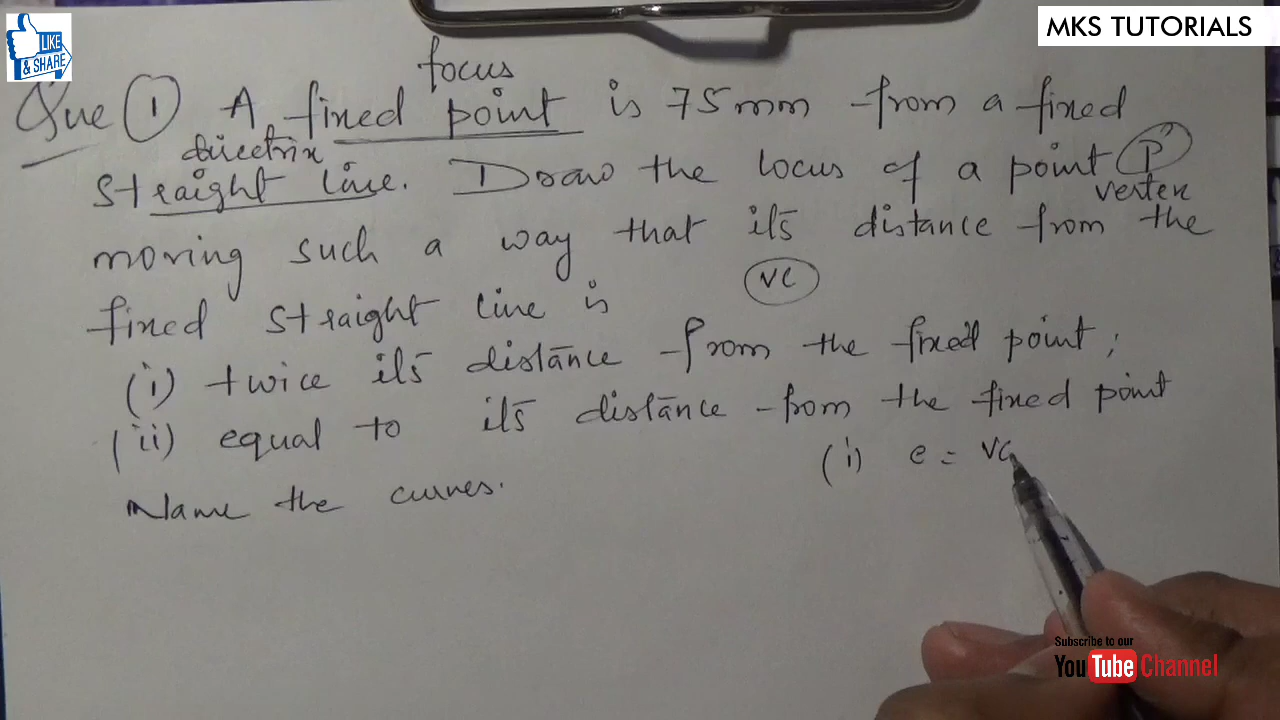 MKS TUTORIALS
LIKE
& SHARE
focus
Que 1 A fixed point is 75mm from a fixed
directrix
straight line. Draw the locus of a point P
vertex
moving such a way that its distance from the
VC
fixed straight line is
(i) twice its distance from the fixed point;
(ii) equal to its distance from the fixed point
(i) e = VC
Name the curves.
Subscribe to our
YouTube Channel